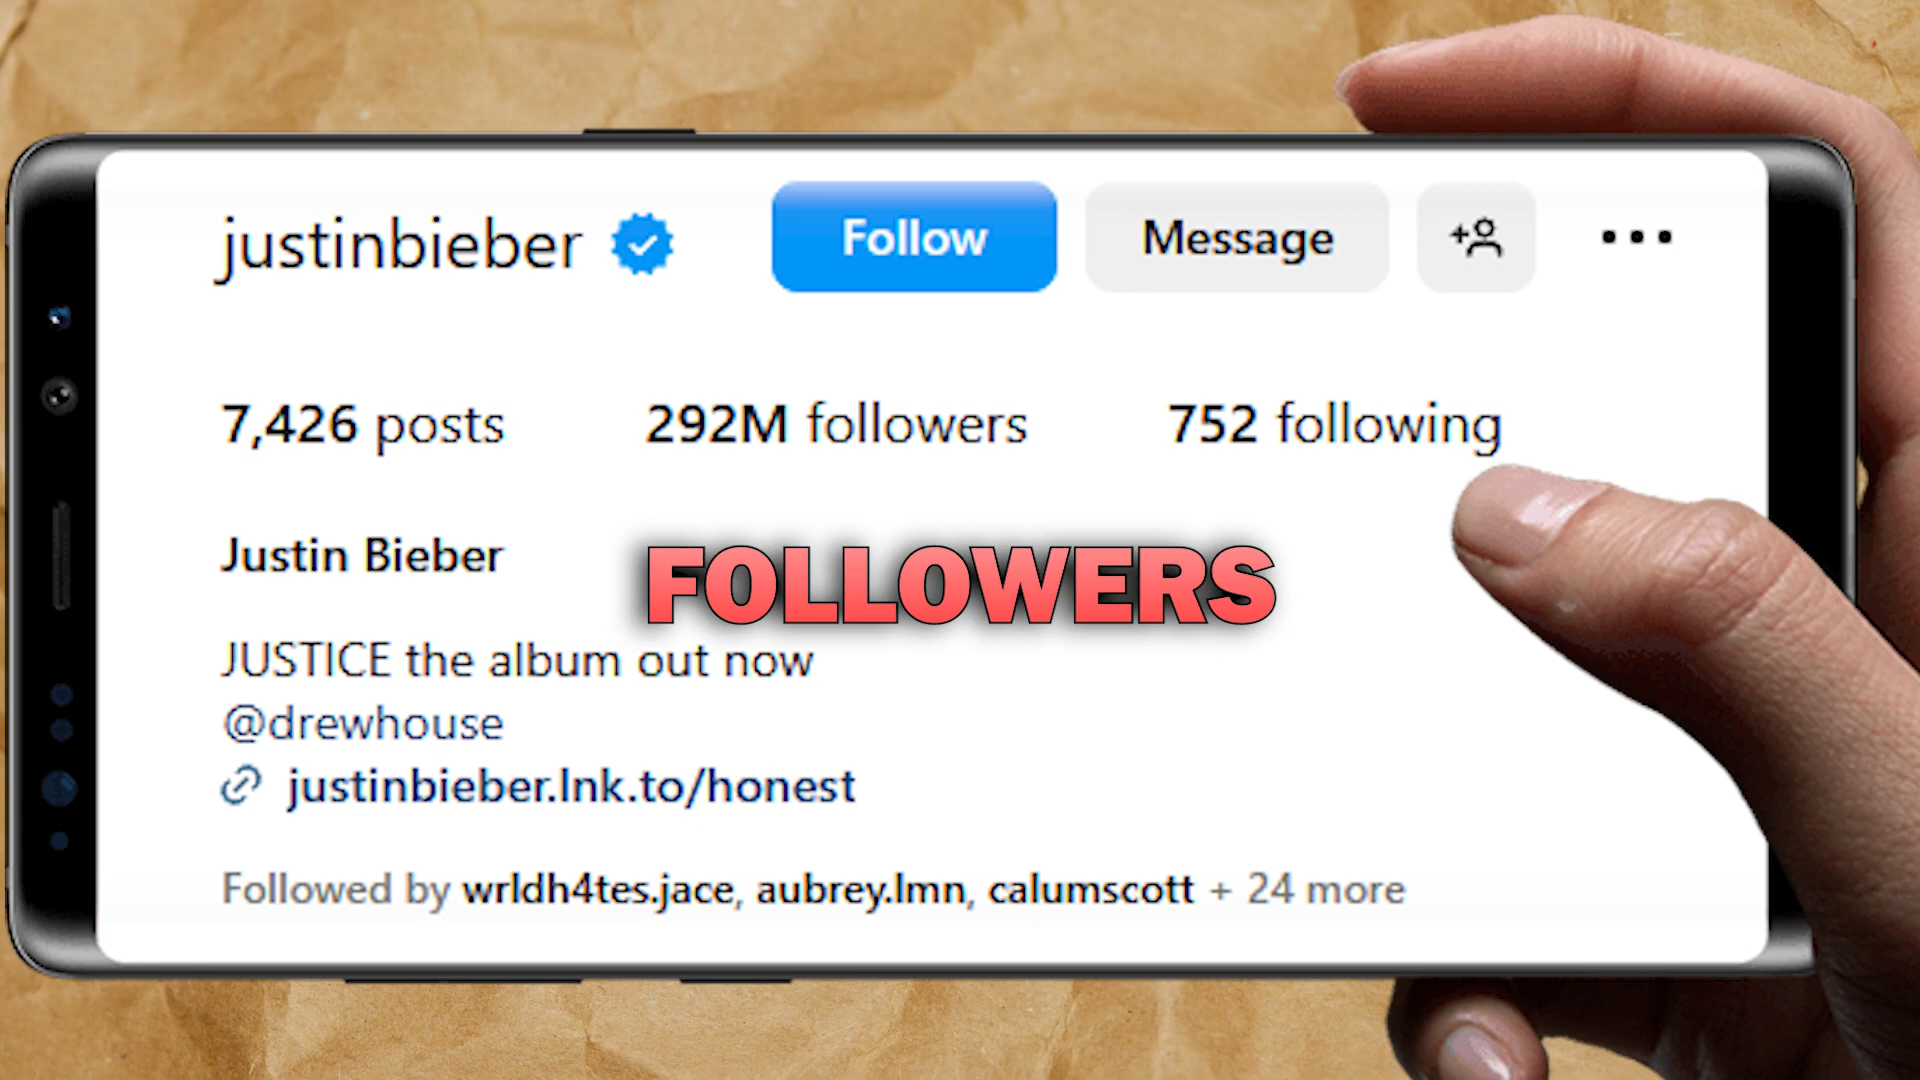 justinbieber Follow Message
7,426 posts 292M followers 752 following
Justin Bieber
FOLLOWERS
JUSTICE the album out now
@drewhouse
justinbieber.lnk.to/honest
Followed by wrldh4tes.jace, aubrey.lmn, calumscott + 24 more